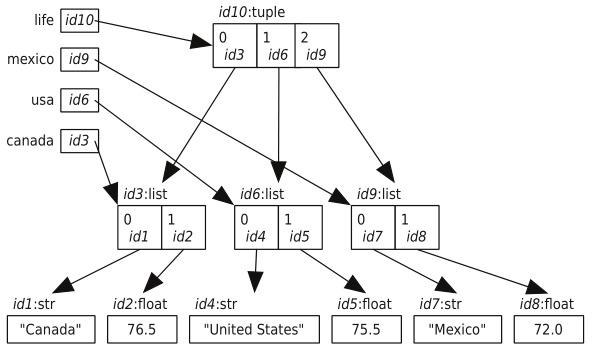 life id10
id10:tuple
0 1 2
id3 id6 id9
mexico id9
usa id6
canada id3
id3:list
id6:list
id9:list
0 1
id1 id2
0 1
id4 id5
0 1
id7 id8
id1:str
id2:float
id4:str
id5:float
id7:str
id8:float
"Canada"
76.5
"United States"
75.5
"Mexico"
72.0